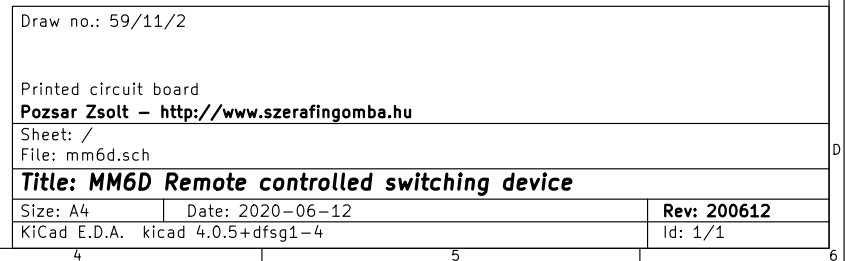 Draw no.: 59/11/2
Printed circuit board
Pozsar Zsolt – http://www.szerafingomba.hu
Sheet: /
File: mm6d.sch
Title: MM6D Remote controlled switching device
Size: A4 Date: 2020-06-12 Rev: 200612
KiCad E.D.A. kicad 4.0.5+dfsg1-4 Id: 1/1
D
4 5 6